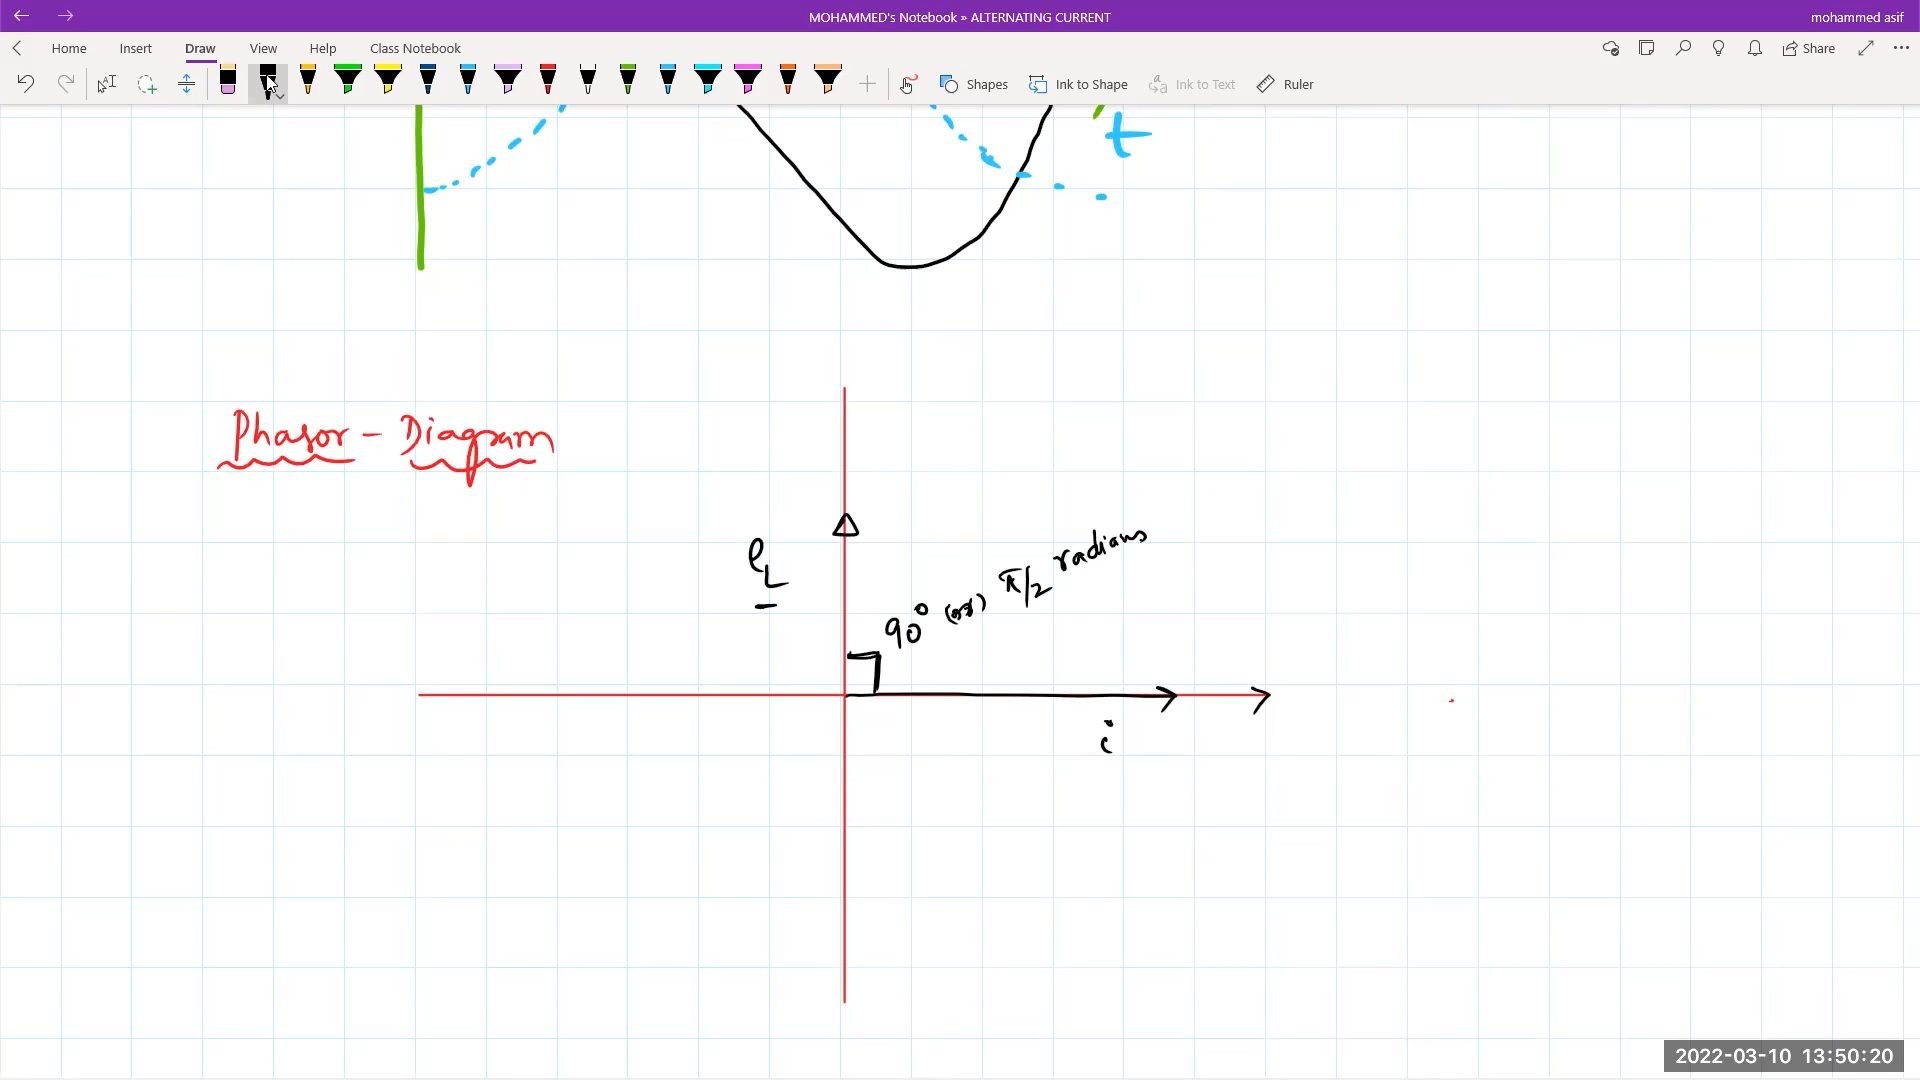 MOHAMMED's Notebook » ALTERNATING CURRENT
mohammed asif
Home Insert Draw View Help Class Notebook
Share
Shapes Ink to Shape Ink to Text Ruler
t
Phasor - Diagram
e_L
90° (or) π/2 radians
i
2022-03-10 13:50:20